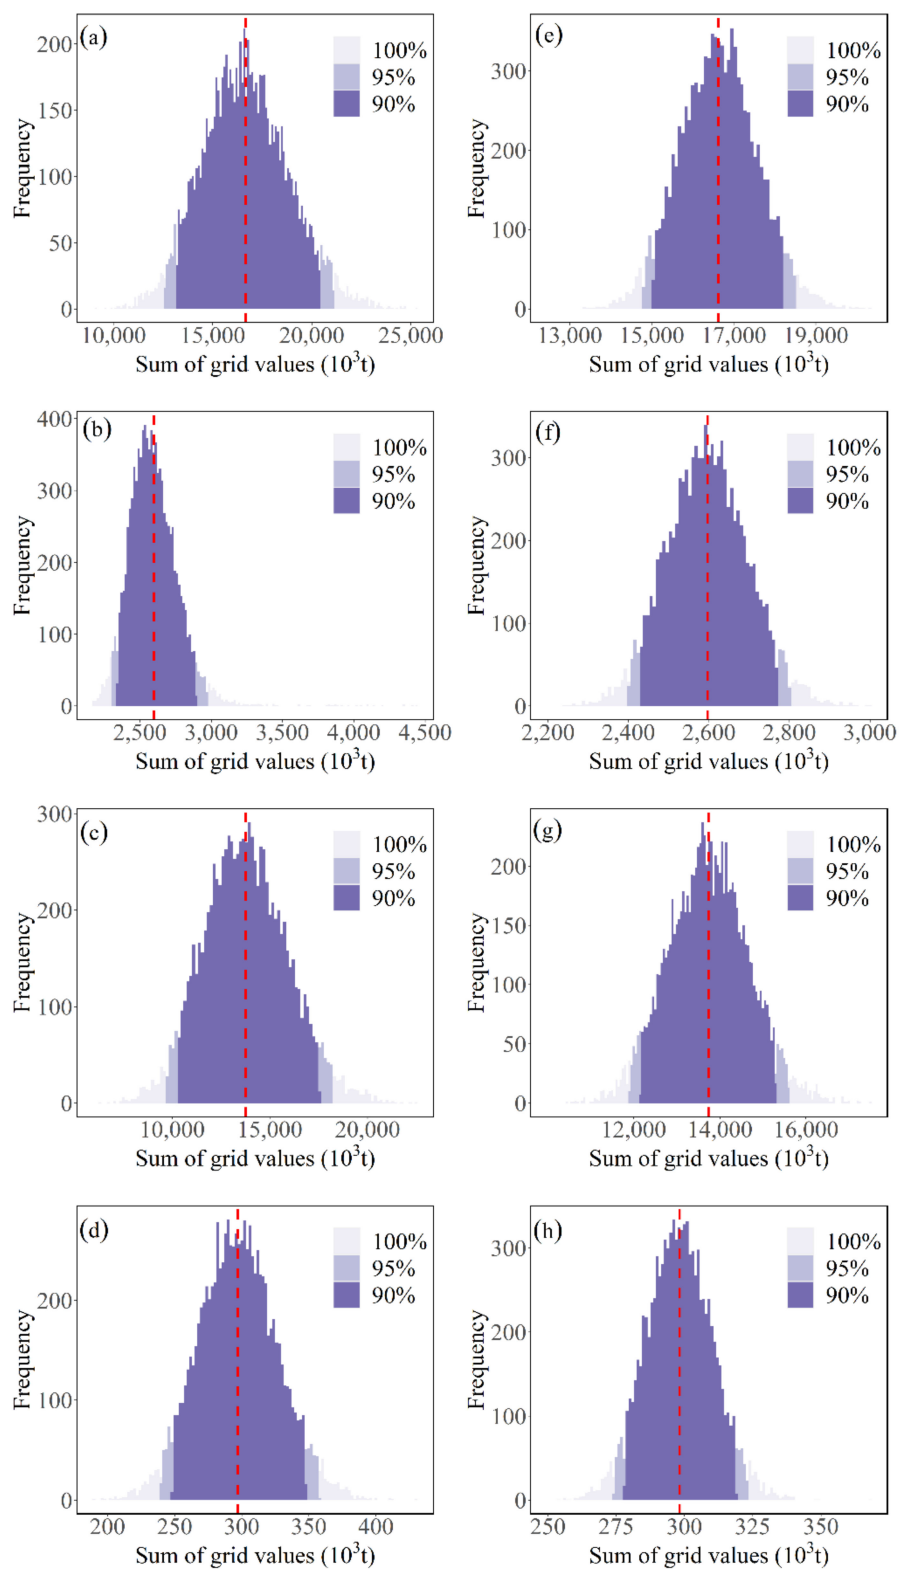 (a)
100%
95%
90%
Frequency
200
150
100
50
0
10,000 15,000 20,000 25,000
Sum of grid values (10³t)
(e)
100%
95%
90%
Frequency
300
200
100
0
13,000 15,000 17,000 19,000
Sum of grid values (10³t)
(b)
100%
95%
90%
Frequency
400
300
200
100
0
2,500 3,000 3,500 4,000 4,500
Sum of grid values (10³t)
(f)
100%
95%
90%
Frequency
300
200
100
0
2,200 2,400 2,600 2,800 3,000
Sum of grid values (10³t)
(c)
100%
95%
90%
Frequency
300
200
100
0
10,000 15,000 20,000
Sum of grid values (10³t)
(g)
100%
95%
90%
Frequency
200
150
100
50
0
12,000 14,000 16,000
Sum of grid values (10³t)
(d)
100%
95%
90%
Frequency
200
100
0
200 250 300 350 400
Sum of grid values (10³t)
(h)
100%
95%
90%
Frequency
300
200
100
0
250 275 300 325 350
Sum of grid values (10³t)